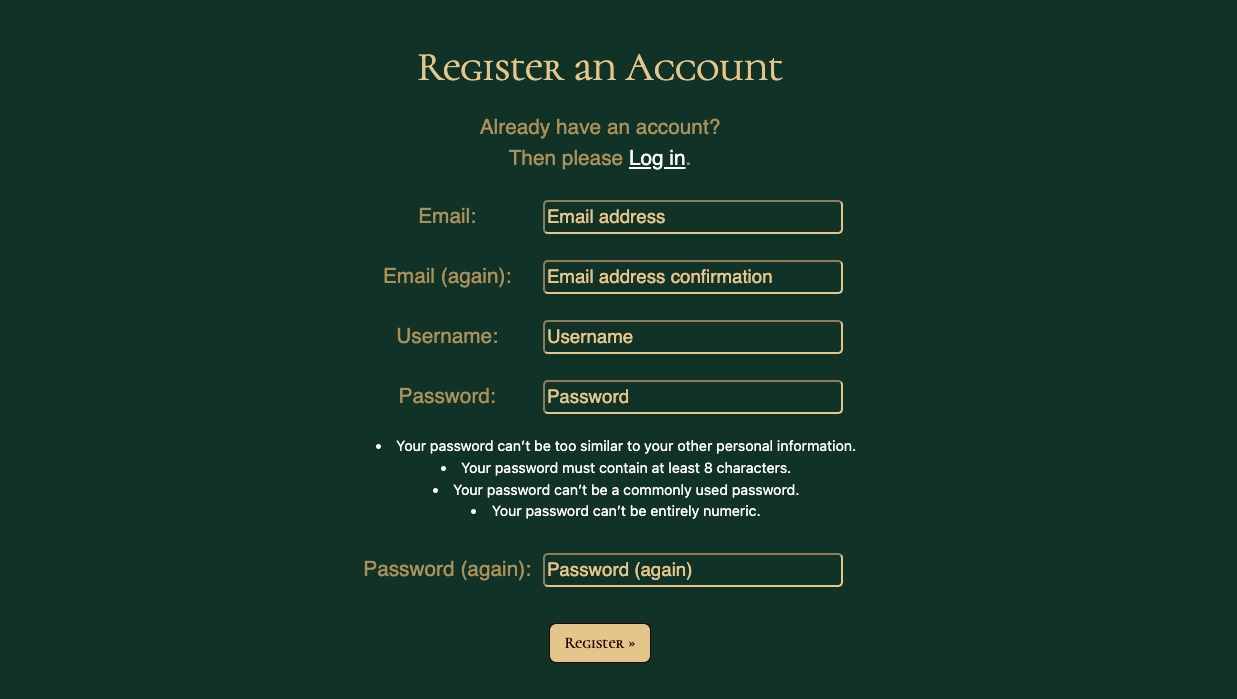 Register an Account
Already have an account?
Then please Log in.
Email: Email address
Email (again): Email address confirmation
Username: Username
Password: Password
• Your password can’t be too similar to your other personal information.
• Your password must contain at least 8 characters.
• Your password can’t be a commonly used password.
• Your password can’t be entirely numeric.
Password (again): Password (again)
Register »